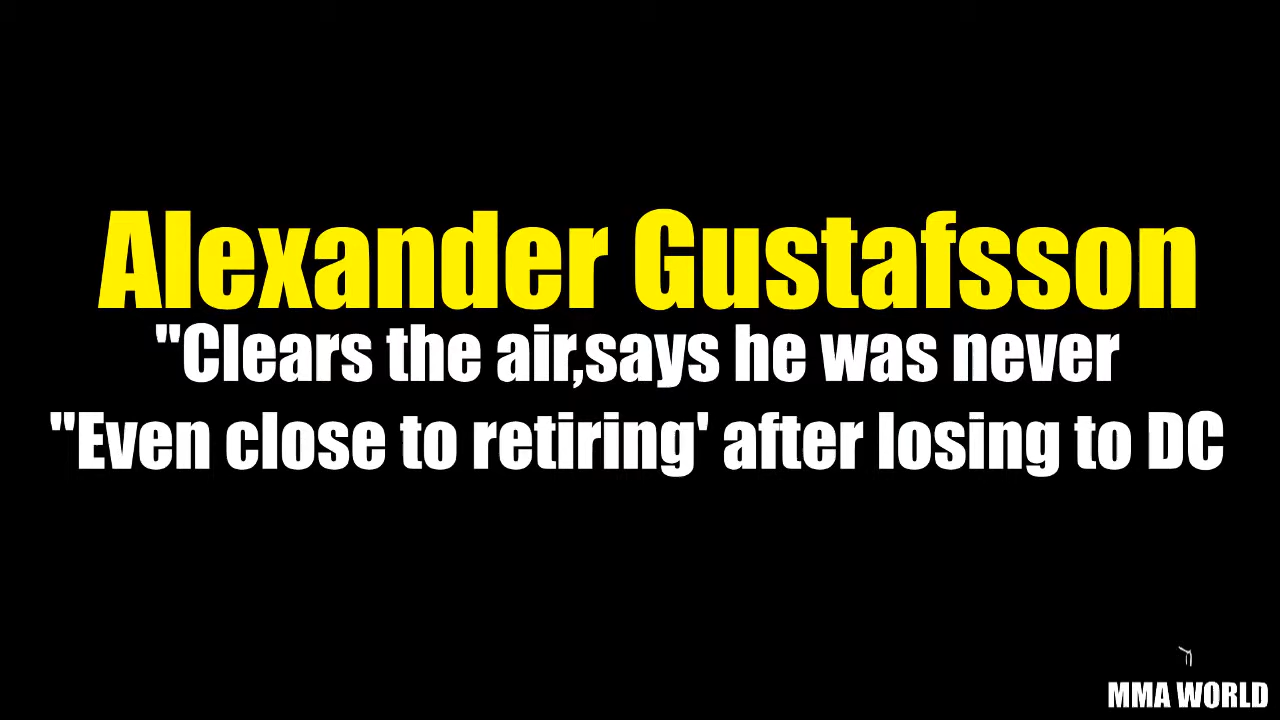 Alexander Gustafsson
"Clears the air,says he was never
"Even close to retiring' after losing to DC
MMA WORLD